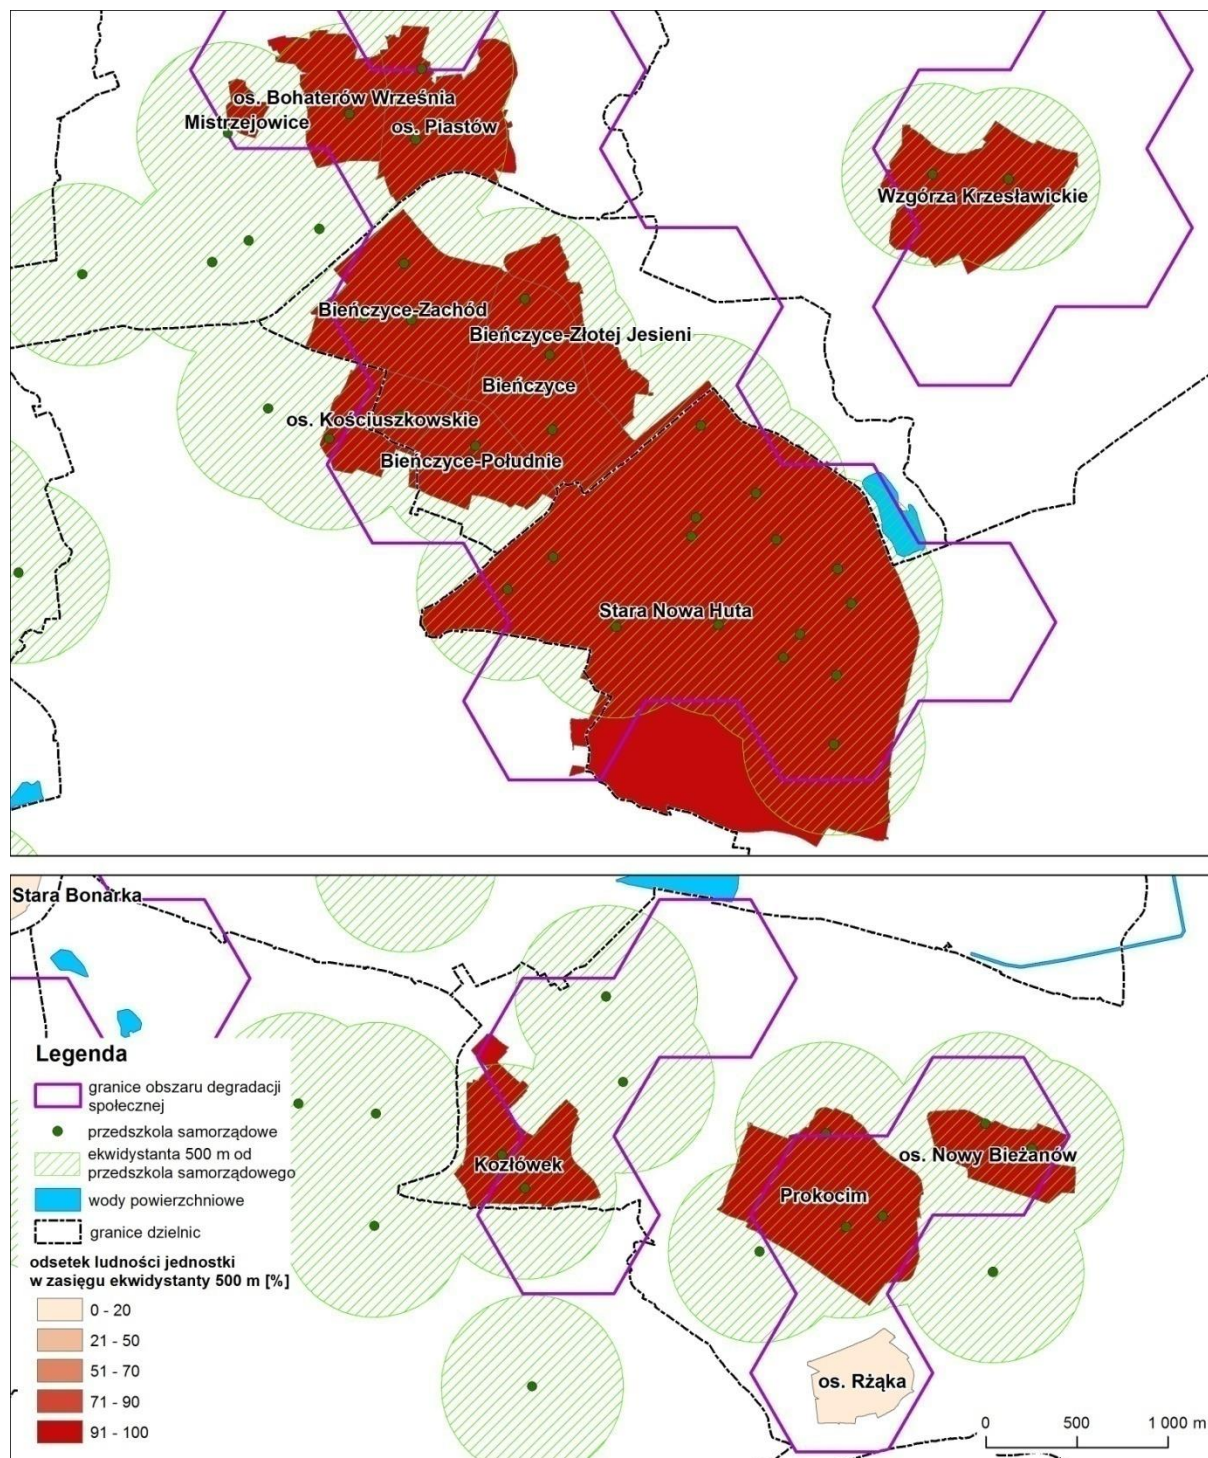 os. Bohaterów Września
Mistrzejowice
os. Piastów
Wzgórza Krzesławickie
Bieńczyce-Zachód
Bieńczyce-Złotej Jesieni
Bieńczyce
os. Kościuszkowskie
Bieńczyce-Południe
Stara Nowa Huta
Stara Bonarka
Kozłówek
os. Nowy Bieżanów
Prokocim
os. Rżąka
Legenda
granice obszaru degradacji
społecznej
przedszkola samorządowe
ekwidystanta 500 m od
przedszkola samorządowego
wody powierzchniowe
granice dzielnic
odsetek ludności jednostki
w zasięgu ekwidystanty 500 m [%]
0 - 20
21 - 50
51 - 70
71 - 90
91 - 100
0 500 1 000 m